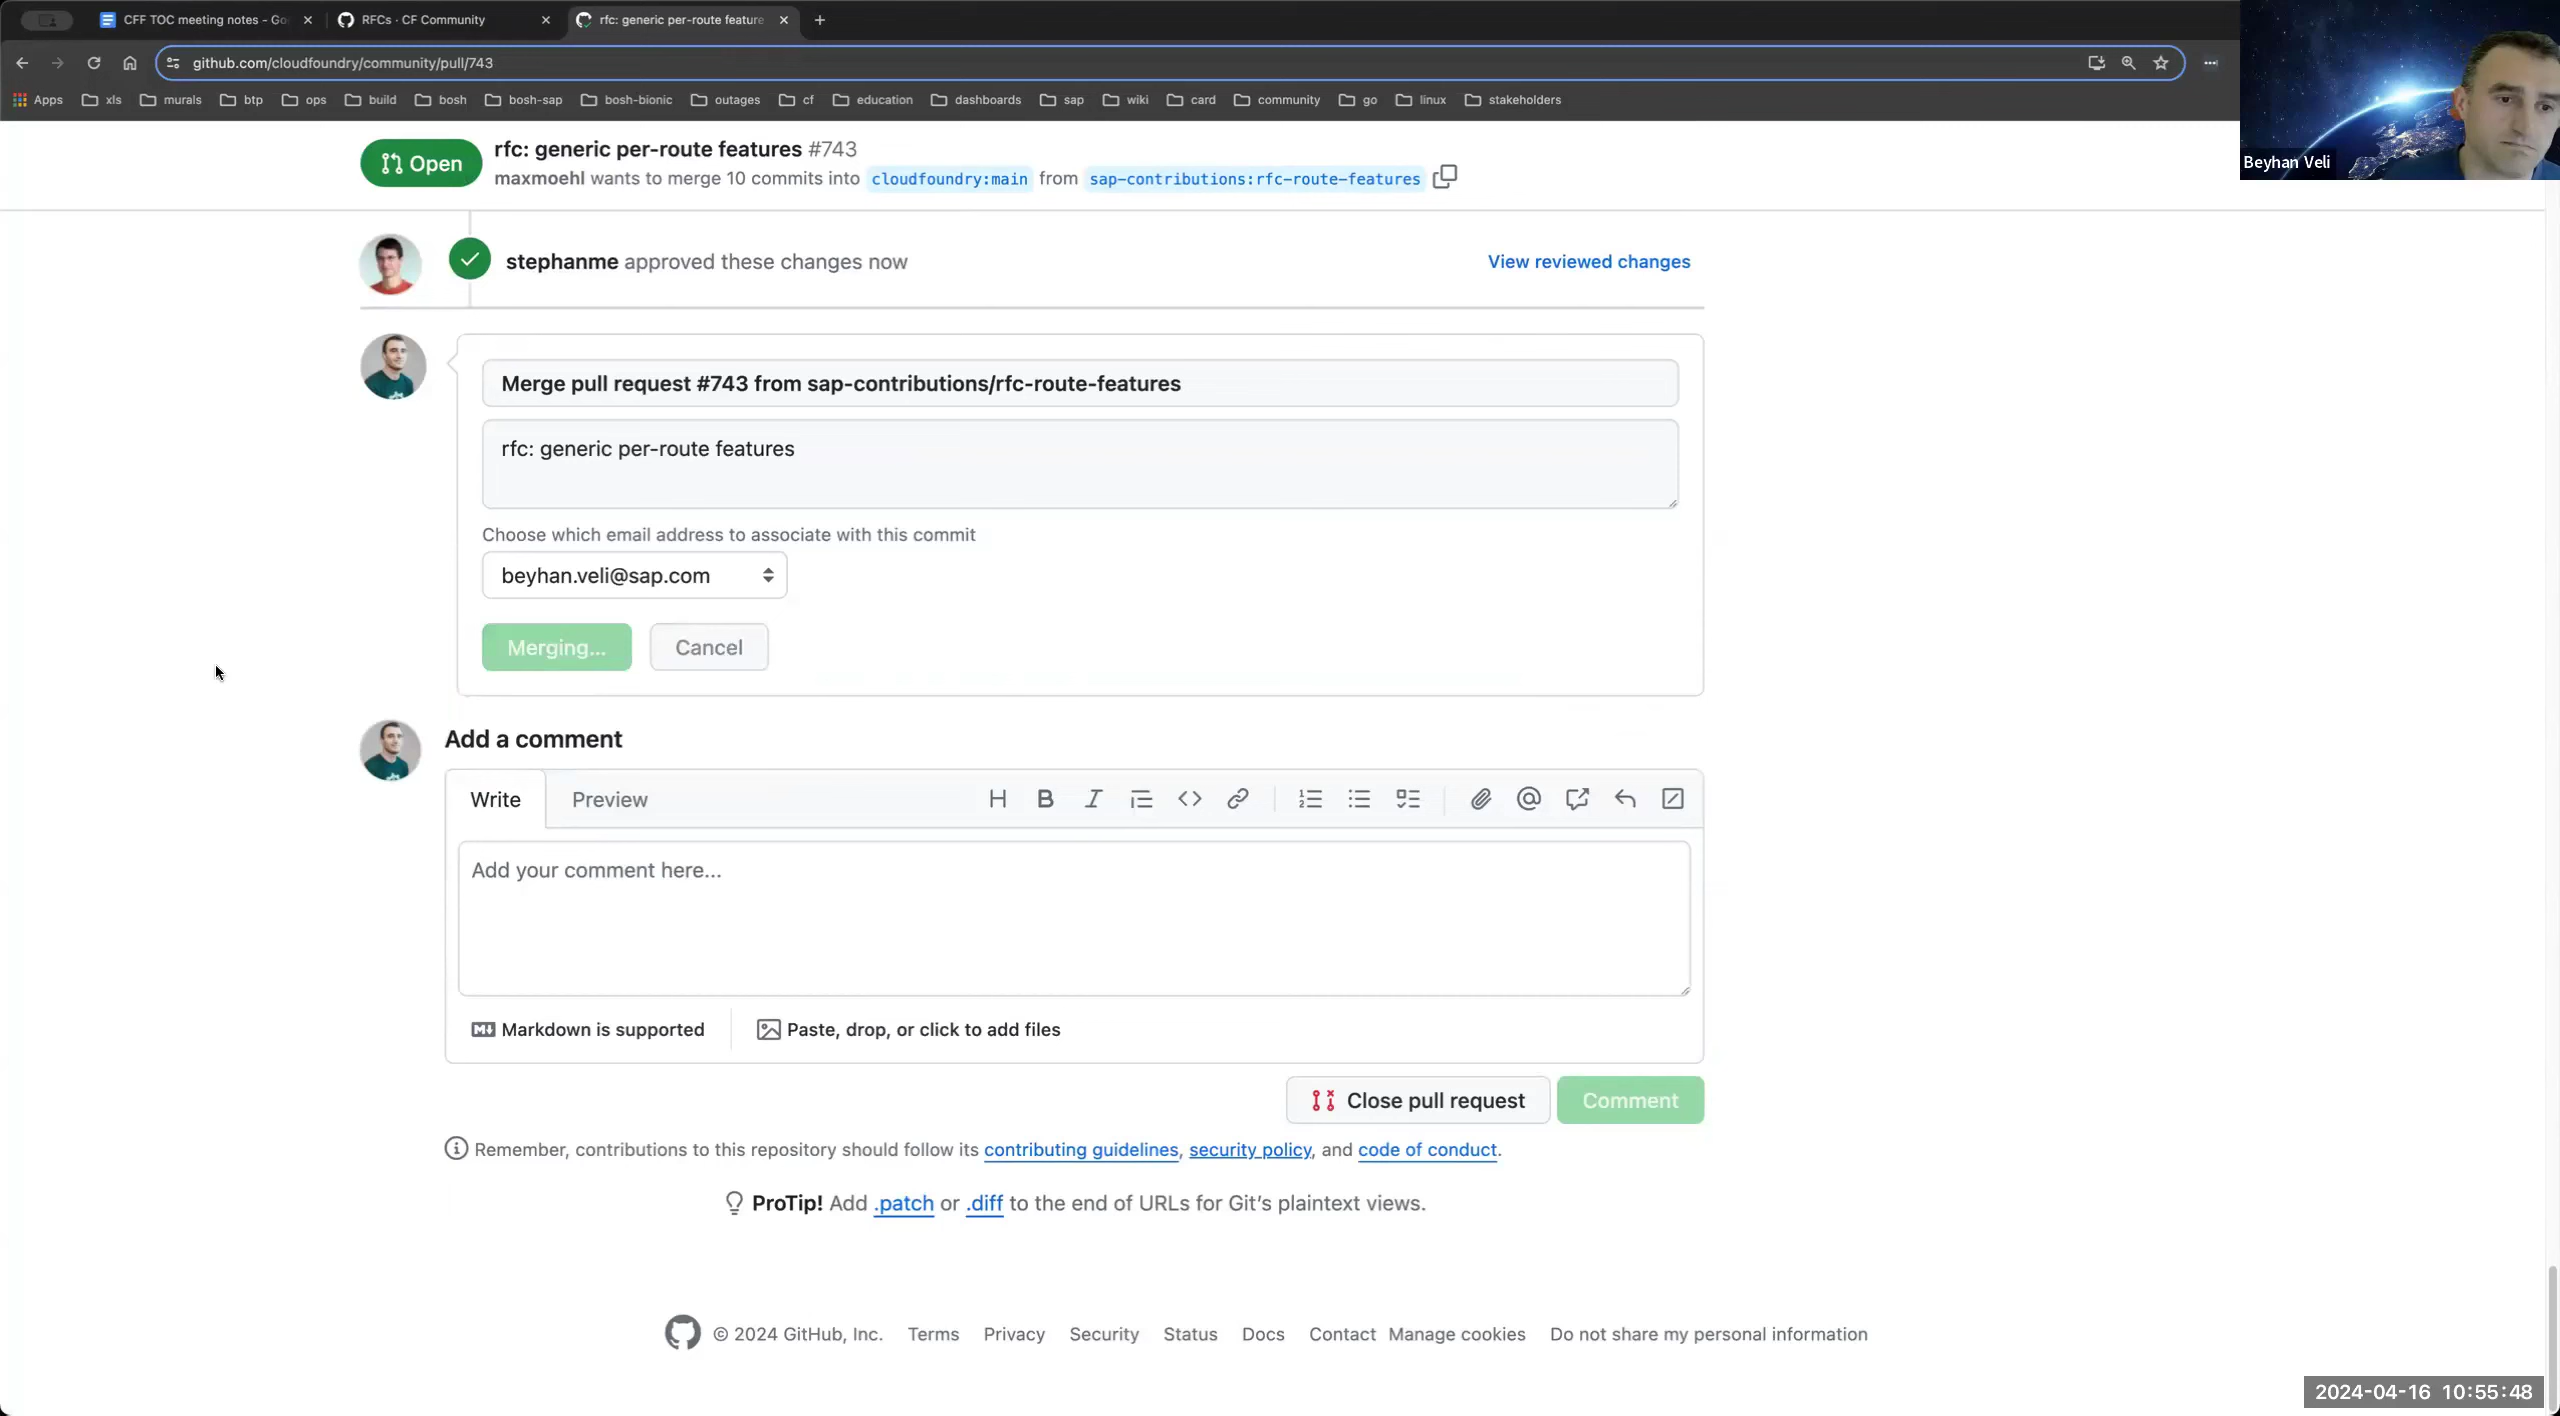 CFF TOC meeting notes - Go
RFCs · CF Community
rfc: generic per-route feature
github.com/cloudfoundry/community/pull/743
Apps xls murals btp ops build bosh bosh-sap bosh-bionic outages cf education dashboards sap wiki card community go linux stakeholders
Beyhan Veli
Open
rfc: generic per-route features #743
maxmoehl wants to merge 10 commits into cloudfoundry:main from sap-contributions:rfc-route-features
stephanme approved these changes now
View reviewed changes
Merge pull request #743 from sap-contributions/rfc-route-features
rfc: generic per-route features
Choose which email address to associate with this commit
beyhan.veli@sap.com
Merging... Cancel
Add a comment
Write Preview
Add your comment here...
Markdown is supported
Paste, drop, or click to add files
Close pull request Comment
Remember, contributions to this repository should follow its contributing guidelines, security policy, and code of conduct.
ProTip! Add .patch or .diff to the end of URLs for Git's plaintext views.
© 2024 GitHub, Inc. Terms Privacy Security Status Docs Contact Manage cookies Do not share my personal information
2024-04-16 10:55:48